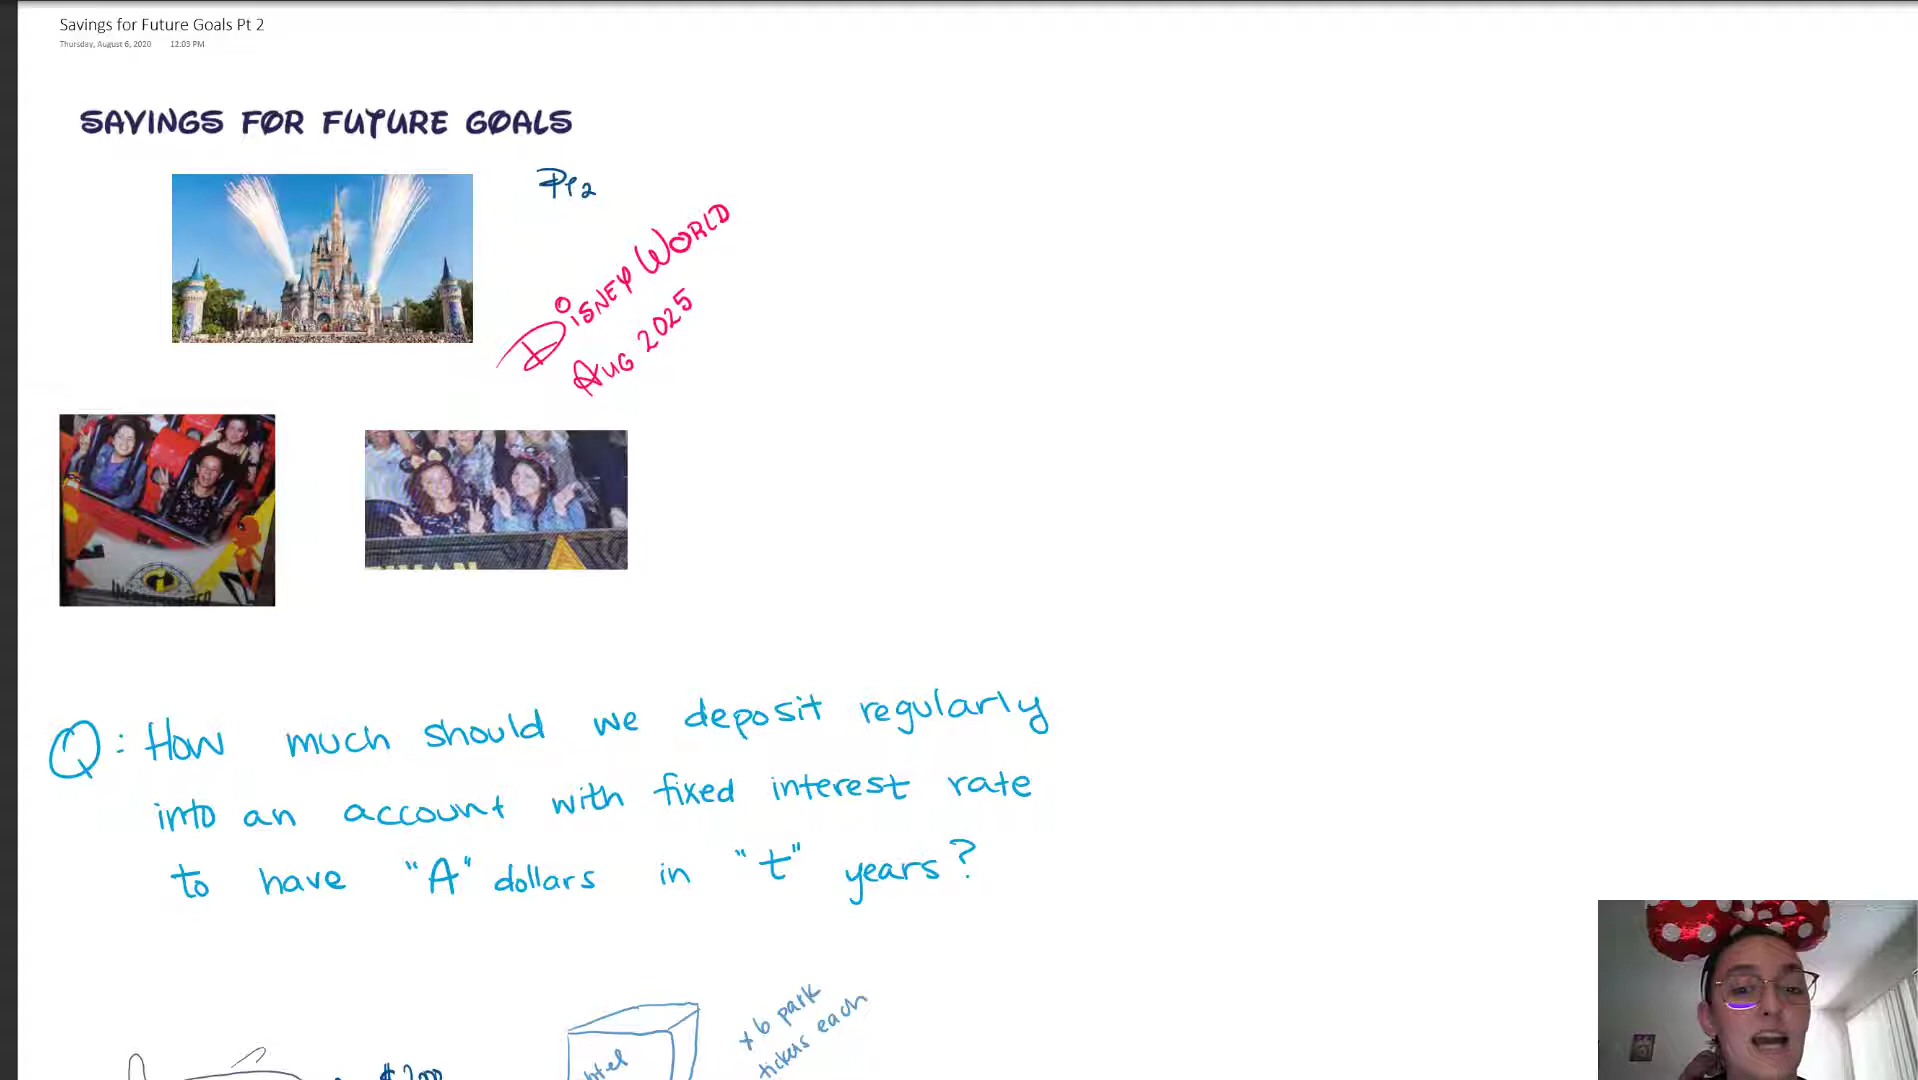 Savings for Future Goals Pt 2
Thursday, August 6, 2020 12:03 PM
SAVINGS FOR FUTURE GOALS
Pt 2
DISNEY WORLD
AUG 2025
Q: How much should we deposit regularly
into an account with fixed interest rate
to have "A" dollars in "t" years?
x 6 park
tickets each